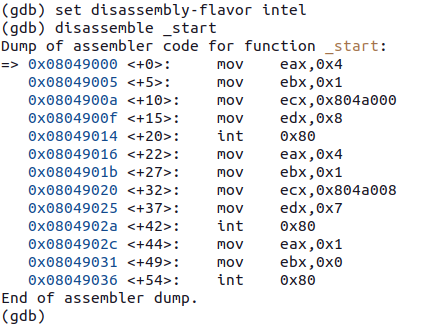 (gdb) set disassembly-flavor intel
(gdb) disassemble _start
Dump of assembler code for function _start:
=> 0x08049000 <+0>:     mov    eax,0x4
   0x08049005 <+5>:     mov    ebx,0x1
   0x0804900a <+10>:    mov    ecx,0x804a000
   0x0804900f <+15>:    mov    edx,0x8
   0x08049014 <+20>:    int    0x80
   0x08049016 <+22>:    mov    eax,0x4
   0x0804901b <+27>:    mov    ebx,0x1
   0x08049020 <+32>:    mov    ecx,0x804a008
   0x08049025 <+37>:    mov    edx,0x7
   0x0804902a <+42>:    int    0x80
   0x0804902c <+44>:    mov    eax,0x1
   0x08049031 <+49>:    mov    ebx,0x0
   0x08049036 <+54>:    int    0x80
End of assembler dump.
(gdb)